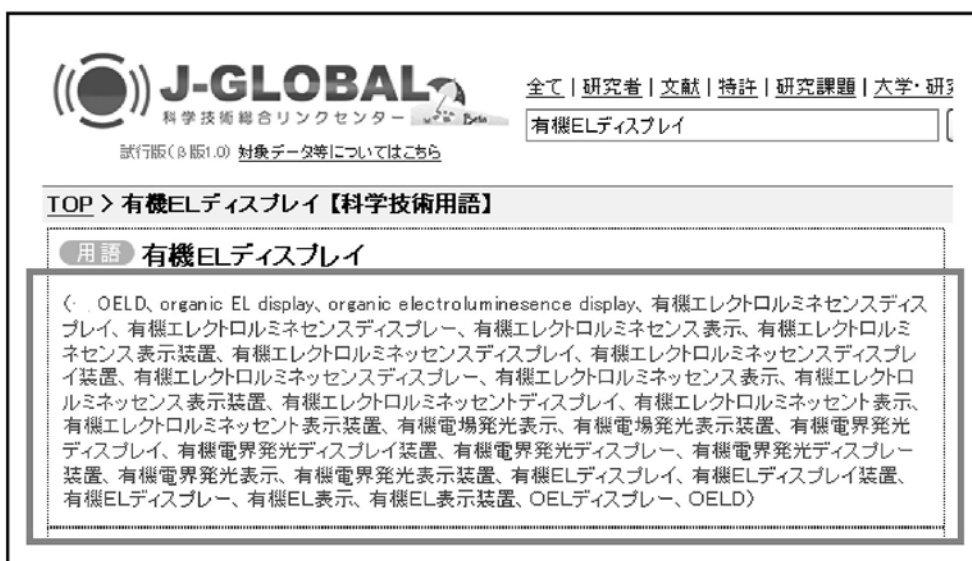 J-GLOBAL
科学技術総合リンクセンター Beta
試行版(β版1.0) 対象データ等についてはこちら
全て | 研究者 | 文献 | 特許 | 研究課題 | 大学・研究
有機ELディスプレイ
TOP > 有機ELディスプレイ【科学技術用語】
用語 有機ELディスプレイ
OELD、organic EL display、organic electroluminesence display、有機エレクトロルミネセンスディス
プレイ、有機エレクトロルミネセンスディスプレー、有機エレクトロルミネセンス表示、有機エレクトロルミ
ネセンス表示装置、有機エレクトロルミネッセンスディスプレイ、有機エレクトロルミネッセンスディスプレ
イ装置、有機エレクトロルミネッセンスディスプレー、有機エレクトロルミネッセンス表示、有機エレクトロ
ルミネッセンス表示装置、有機エレクトロルミネッセントディスプレイ、有機エレクトロルミネッセント表示、
有機エレクトロルミネッセント表示装置、有機電場発光表示、有機電場発光表示装置、有機電界発光
ディスプレイ、有機電界発光ディスプレイ装置、有機電界発光ディスプレー、有機電界発光ディスプレー
装置、有機電界発光表示、有機電界発光表示装置、有機ELディスプレイ、有機ELディスプレイ装置、
有機ELディスプレー、有機EL表示、有機EL表示装置、OELディスプレー、OELD）